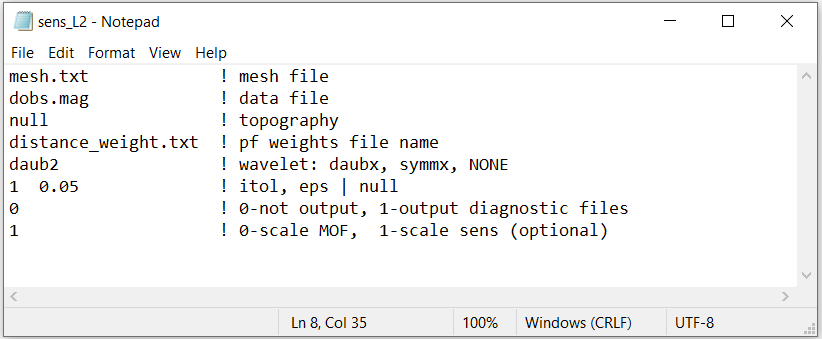 sens_L2 - Notepad
File Edit Format View Help
mesh.txt ! mesh file
dobs.mag ! data file
null ! topography
distance_weight.txt ! pf weights file name
daub2 ! wavelet: daubx, symmx, NONE
1 0.05 ! itol, eps | null
0 ! 0-not output, 1-output diagnostic files
1 ! 0-scale MOF, 1-scale sens (optional)
Ln 8, Col 35 100% Windows (CRLF) UTF-8